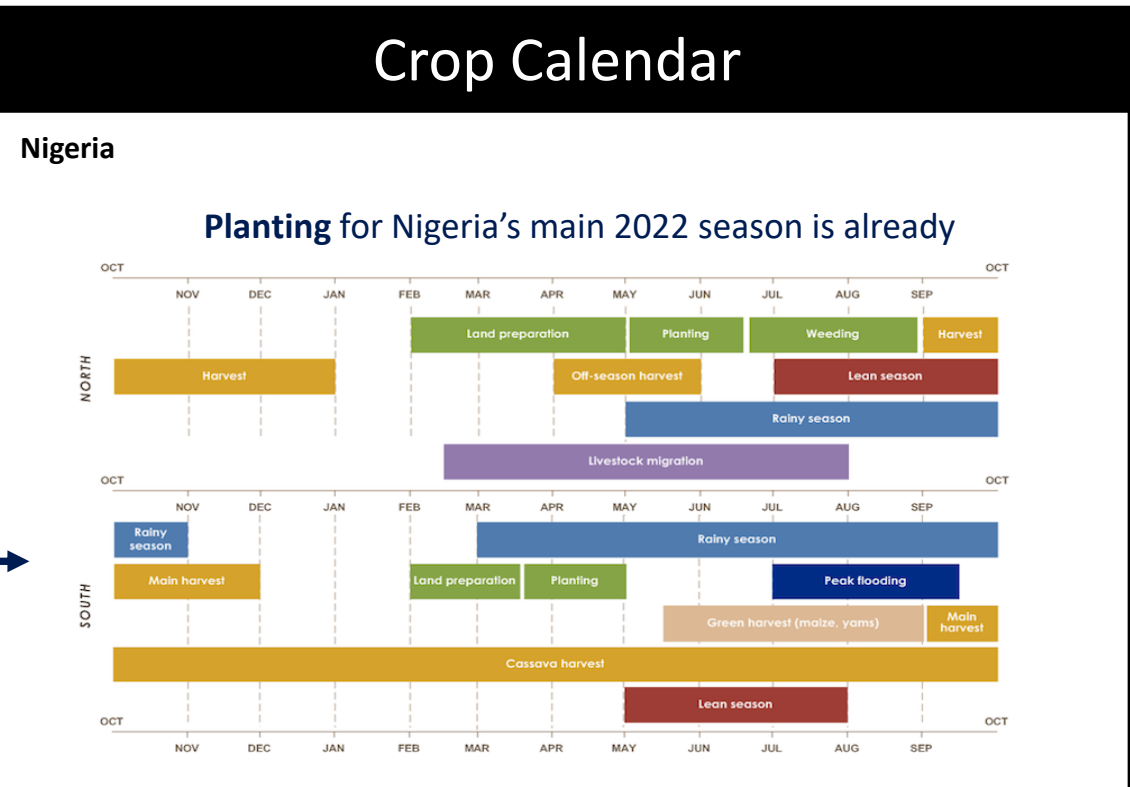 Crop Calendar
Nigeria
Planting for Nigeria's main 2022 season is already
OCT OCT
NOV DEC JAN FEB MAR APR MAY JUN JUL AUG SEP
NORTH
Land preparation Planting Weeding Harvest
Harvest Off-season harvest Lean season
Rainy season
Livestock migration
OCT OCT
NOV DEC JAN FEB MAR APR MAY JUN JUL AUG SEP
SOUTH
Rainy
season
Rainy season
Main harvest Land preparation Planting Peak flooding
Green harvest (maize, yams)
Main
harvest
Cassava harvest
Lean season
OCT OCT
NOV DEC JAN FEB MAR APR MAY JUN JUL AUG SEP